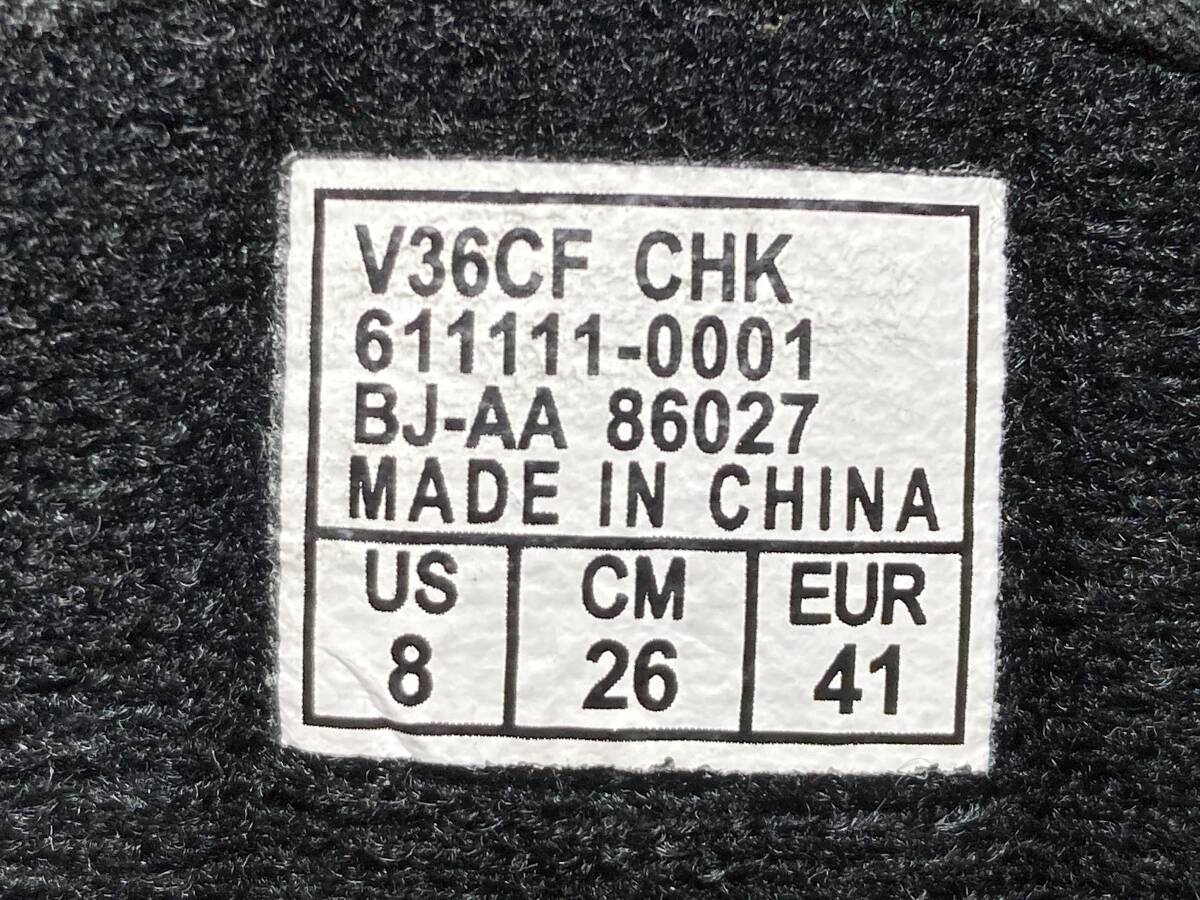 V36CF CHK
611111-0001
BJ-AA 86027
MADE IN CHINA
US CM EUR
8 26 41